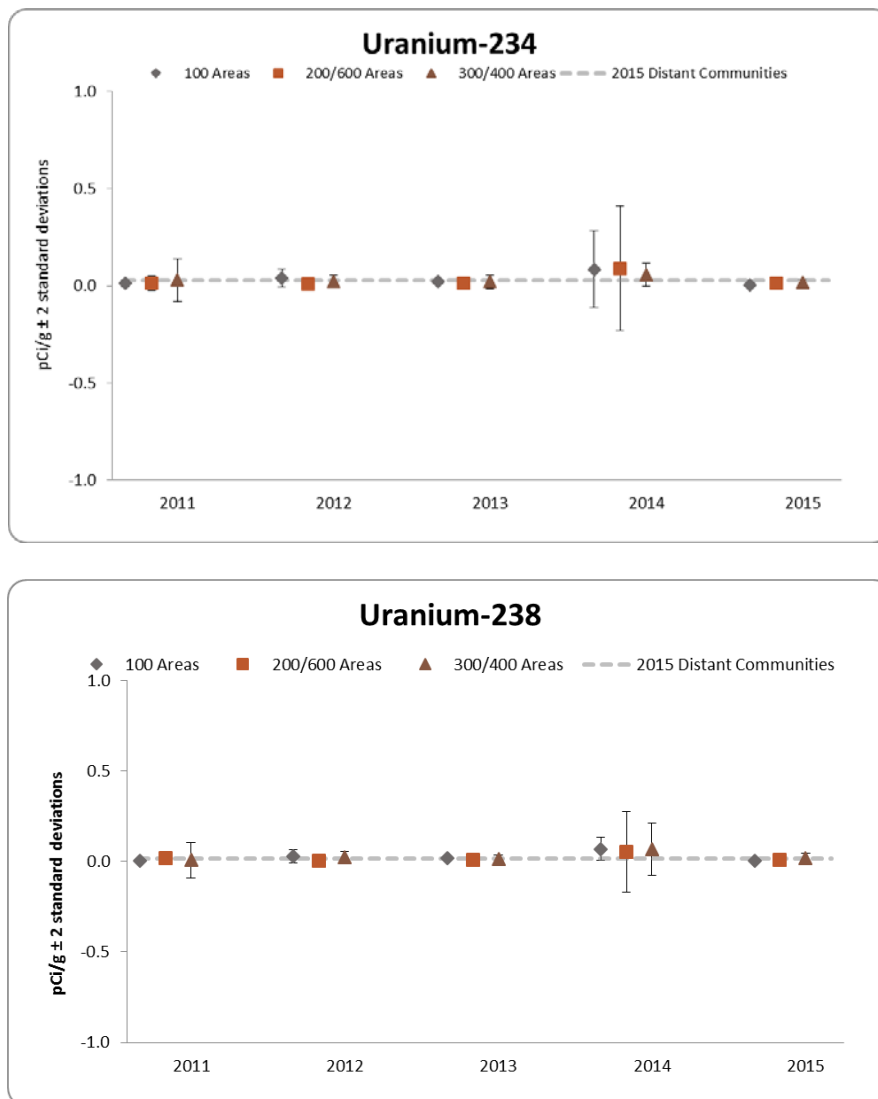 Uranium-234
100 Areas 200/600 Areas 300/400 Areas 2015 Distant Communities
1.0
0.5
0.0
-0.5
-1.0
pCi/g ± 2 standard deviations
2011 2012 2013 2014 2015
Uranium-238
100 Areas 200/600 Areas 300/400 Areas 2015 Distant Communities
1.0
0.5
0.0
-0.5
-1.0
pCi/g ± 2 standard deviations
2011 2012 2013 2014 2015